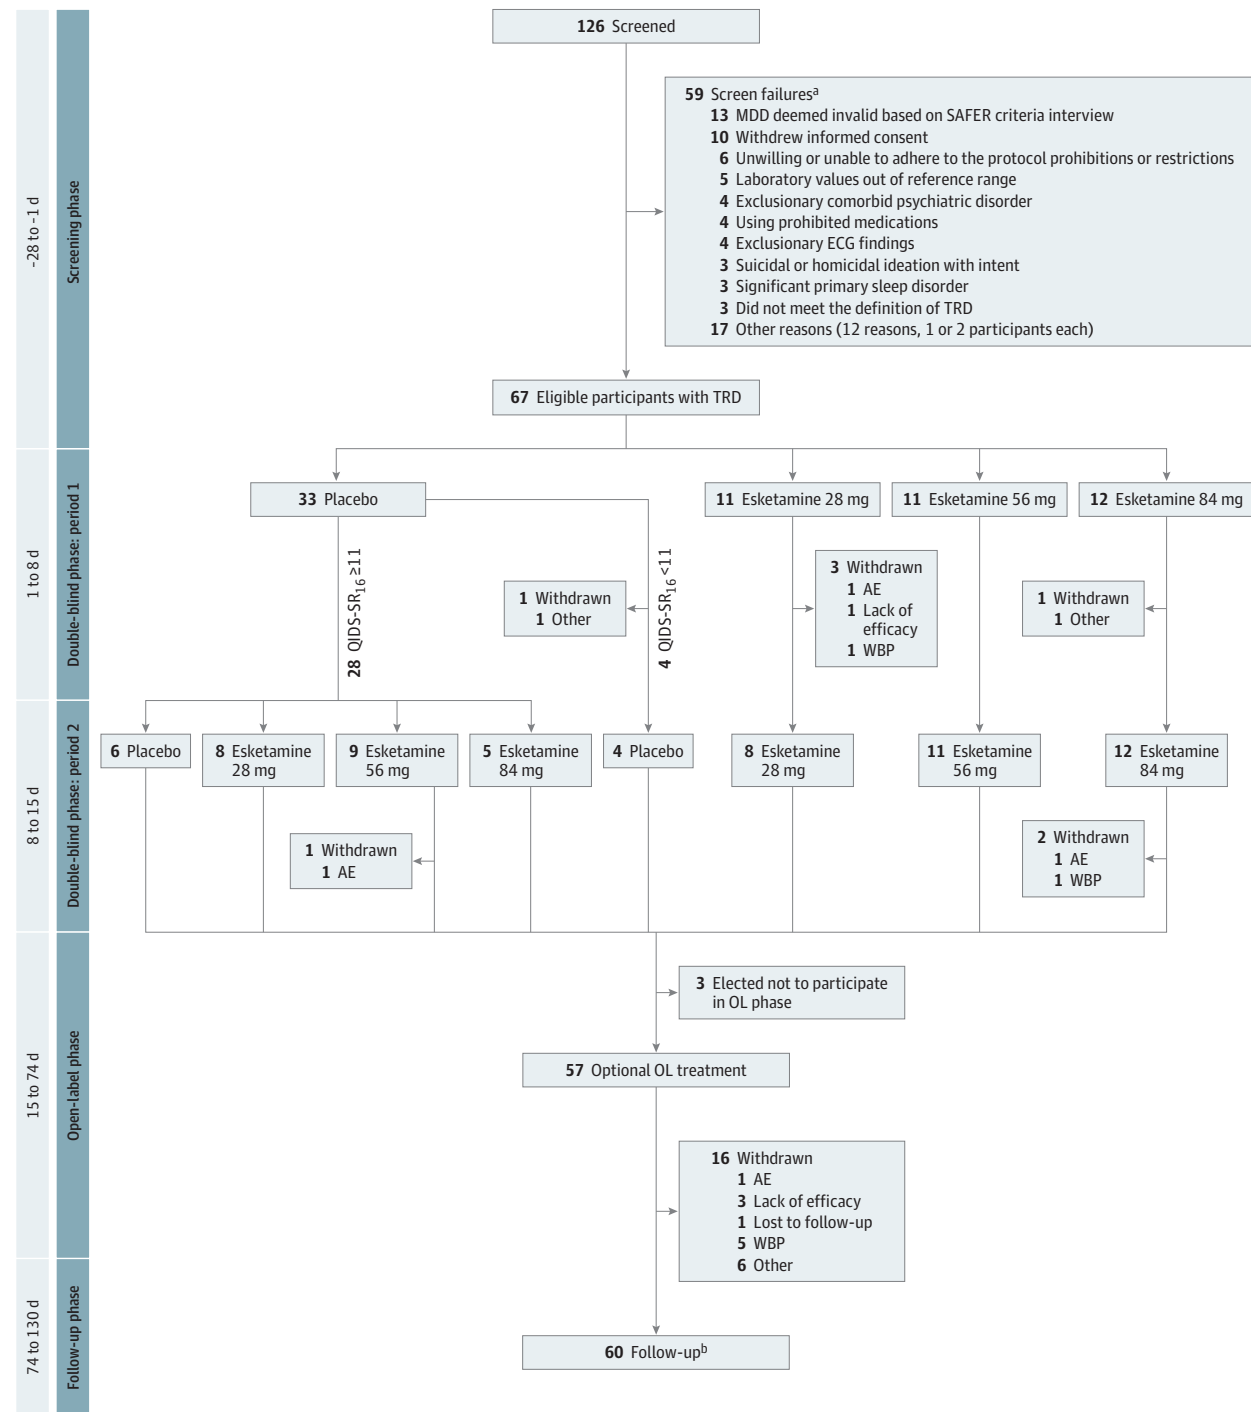 126 Screened
59 Screen failuresa
13 MDD deemed invalid based on SAFER criteria interview
10 Withdrew informed consent
6 Unwilling or unable to adhere to the protocol prohibitions or restrictions
5 Laboratory values out of reference range
4 Exclusionary comorbid psychiatric disorder
4 Using prohibited medications
4 Exclusionary ECG findings
3 Suicidal or homicidal ideation with intent
3 Significant primary sleep disorder
3 Did not meet the definition of TRD
17 Other reasons (12 reasons, 1 or 2 participants each)
-28 to -1 d
Screening phase
67 Eligible participants with TRD
1 to 8 d
Double-blind phase: period 1
33 Placebo
11 Esketamine 28 mg
11 Esketamine 56 mg
12 Esketamine 84 mg
28 QIDS-SR16 ≥11
1 Withdrawn
1 Other
4 QIDS-SR16 <11
3 Withdrawn
1 AE
1 Lack of
efficacy
1 WBP
1 Withdrawn
1 Other
8 to 15 d
Double-blind phase: period 2
6 Placebo
8 Esketamine
28 mg
9 Esketamine
56 mg
5 Esketamine
84 mg
4 Placebo
8 Esketamine
28 mg
11 Esketamine
56 mg
12 Esketamine
84 mg
1 Withdrawn
1 AE
2 Withdrawn
1 AE
1 WBP
15 to 74 d
Open-label phase
3 Elected not to participate
in OL phase
57 Optional OL treatment
16 Withdrawn
1 AE
3 Lack of efficacy
1 Lost to follow-up
5 WBP
6 Other
74 to 130 d
Follow-up phase
60 Follow-upb